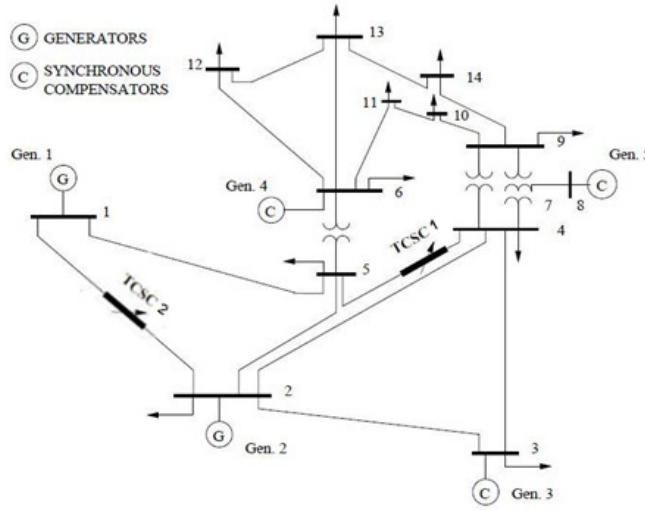 G GENERATORS
C SYNCHRONOUS
COMPENSATORS
13
12
14
11
10
9
Gen. 1
G
1
Gen. 4
C
6
7
8
C
4
5
TCSC 1
TCSC 2
2
G
Gen. 2
3
C
Gen. 3